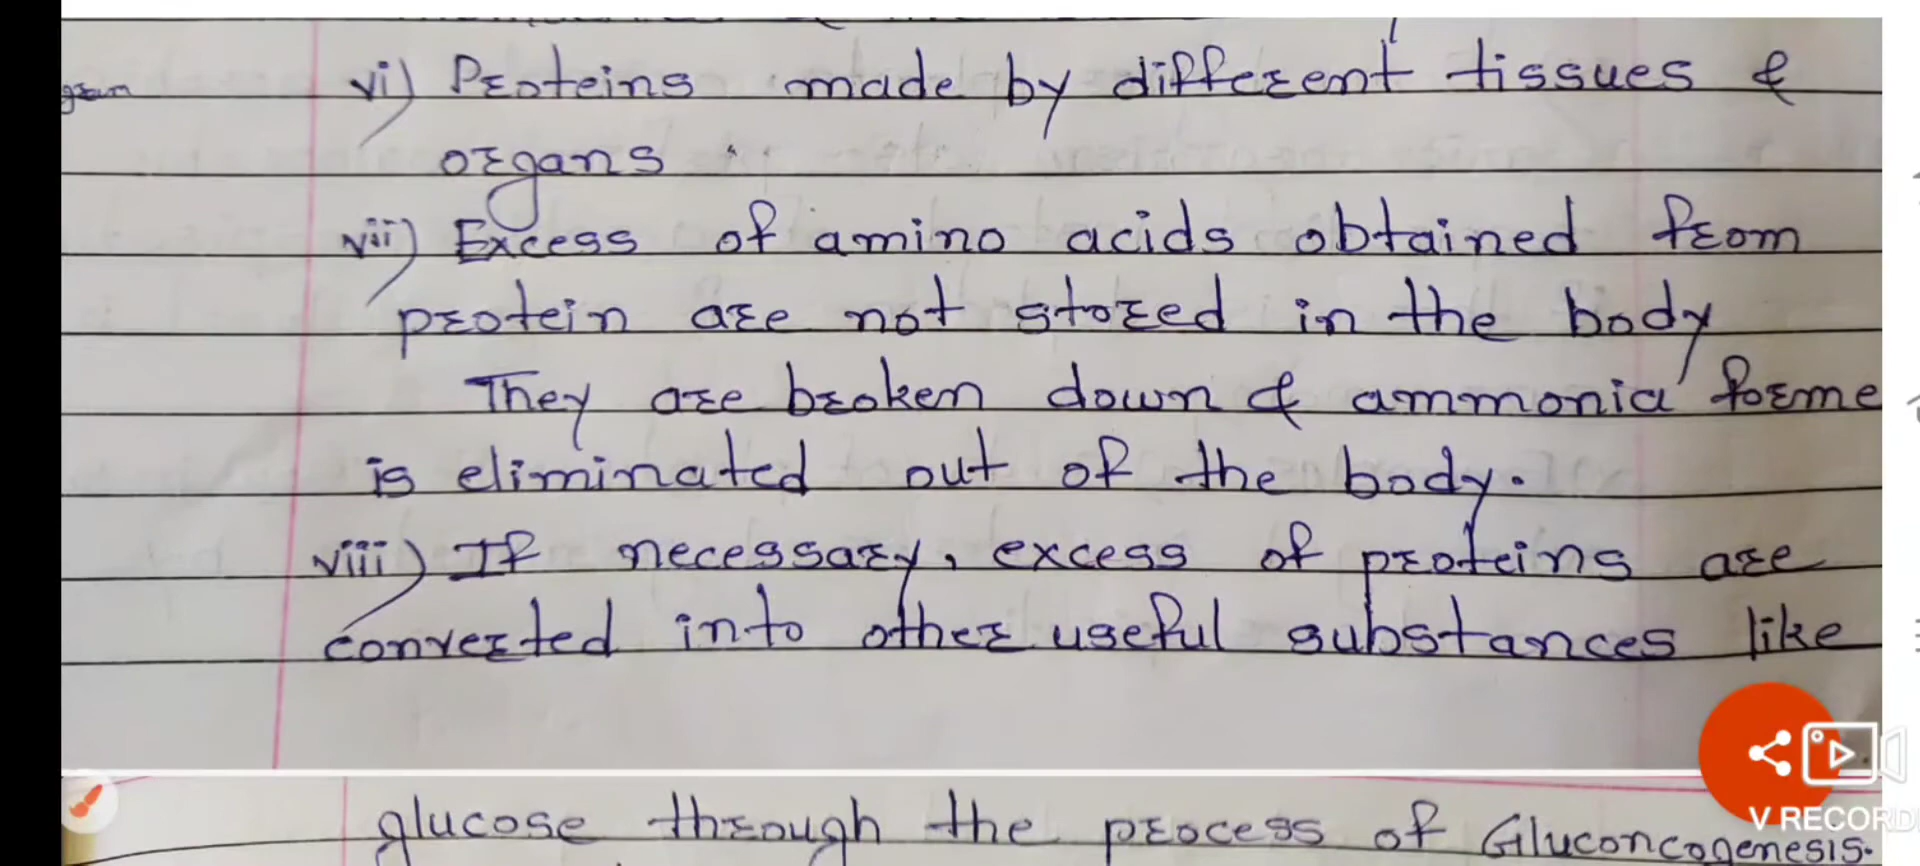 gram
vi) Proteins made by different tissues &
organs
vii) Excess of amino acids obtained from
protein are not stored in the body
They are broken down & ammonia forme
is eliminated out of the body.
viii) If necessary, excess of proteins are
converted into other useful substances like
V RECORD
glucose through the process of Gluconeogenesis.